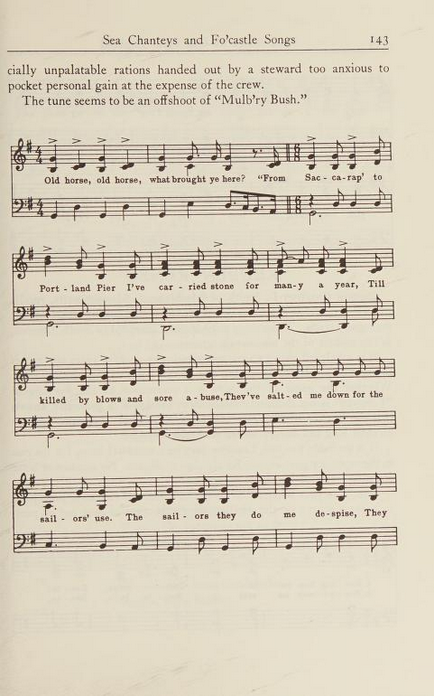 Sea Chanteys and Fo'castle Songs 143
cially unpalatable rations handed out by a steward too anxious to
pocket personal gain at the expense of the crew.
The tune seems to be an offshoot of "Mulb'ry Bush."
Old horse, old horse, what brought ye here? "From Sac - ca - rap' to
Port - land Pier I've car - ried stone for man - y a year, Till
killed by blows and sore a - buse, Thev've salt - ed me down for the
sail - ors' use. The sail - ors they do me de - spise, They